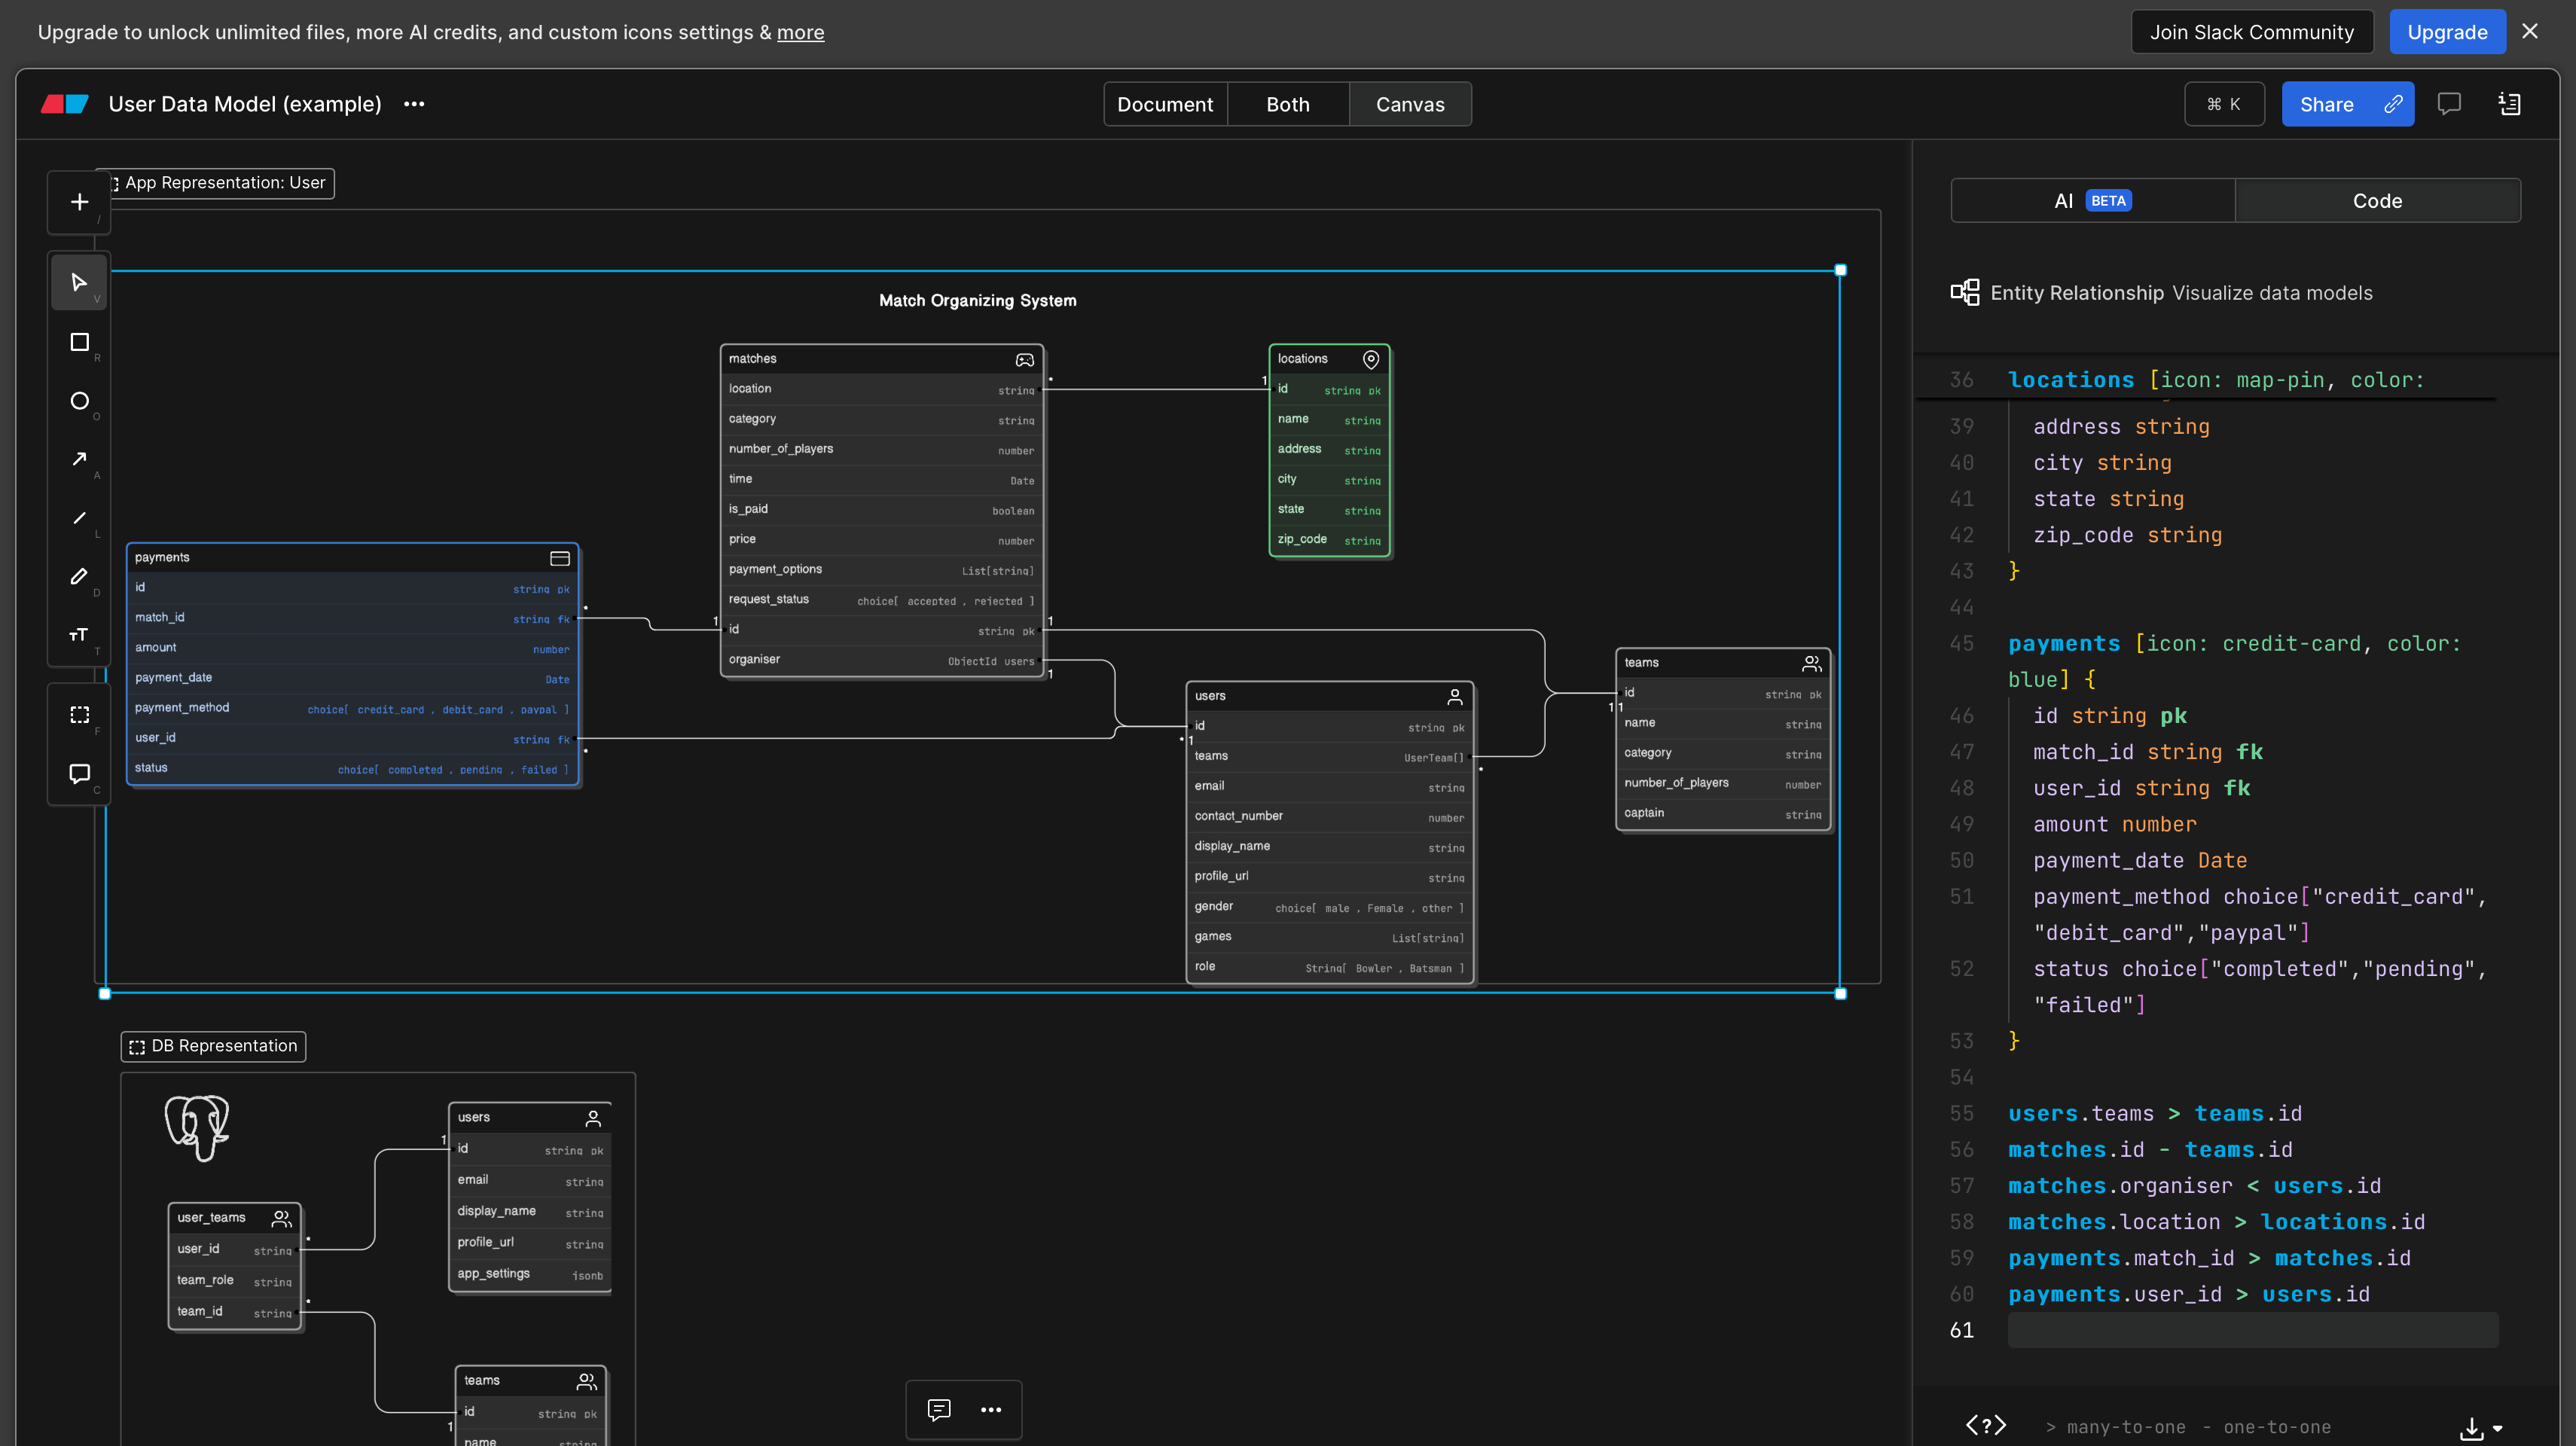 Upgrade to unlock unlimited files, more AI credits, and custom icons settings & more
Join Slack Community
Upgrade
User Data Model (example)
Document
Both
Canvas
⌘ K
Share
App Representation: User
/
V
R
O
A
L
D
T
F
C
Match Organizing System
matches
location string
category string
number_of_players number
time Date
is_paid boolean
price number
payment_options List[string]
request_status choice[ accepted , rejected ]
id string pk
organiser ObjectId users
locations
id string pk
name string
address string
city string
state string
zip_code string
payments
id string pk
match_id string fk
amount number
payment_date Date
payment_method choice[ credit_card , debit_card , paypal ]
user_id string fk
status choice[ completed , pending , failed ]
users
id string pk
teams UserTeam[]
email string
contact_number number
display_name string
profile_url string
gender choice[ male , Female , other ]
games List[string]
role String[ Bowler , Batsman ]
teams
id string pk
name string
category string
number_of_players number
captain string
* 1
* 1
1
1
* 1
1 1
*
*
DB Representation
users
id string pk
email string
display_name string
profile_url string
app_settings jsonb
user_teams
user_id string
team_role string
team_id string
teams
id string pk
name string
1
*
*
1
AI BETA
Code
Entity Relationship Visualize data models
36 locations [icon: map-pin, color:
39 address string
40 city string
41 state string
42 zip_code string
43 }
44
45 payments [icon: credit-card, color:
blue] {
46 id string pk
47 match_id string fk
48 user_id string fk
49 amount number
50 payment_date Date
51 payment_method choice["credit_card",
"debit_card","paypal"]
52 status choice["completed","pending",
"failed"]
53 }
54
55 users.teams > teams.id
56 matches.id - teams.id
57 matches.organiser < users.id
58 matches.location > locations.id
59 payments.match_id > matches.id
60 payments.user_id > users.id
61
<?> > many-to-one - one-to-one